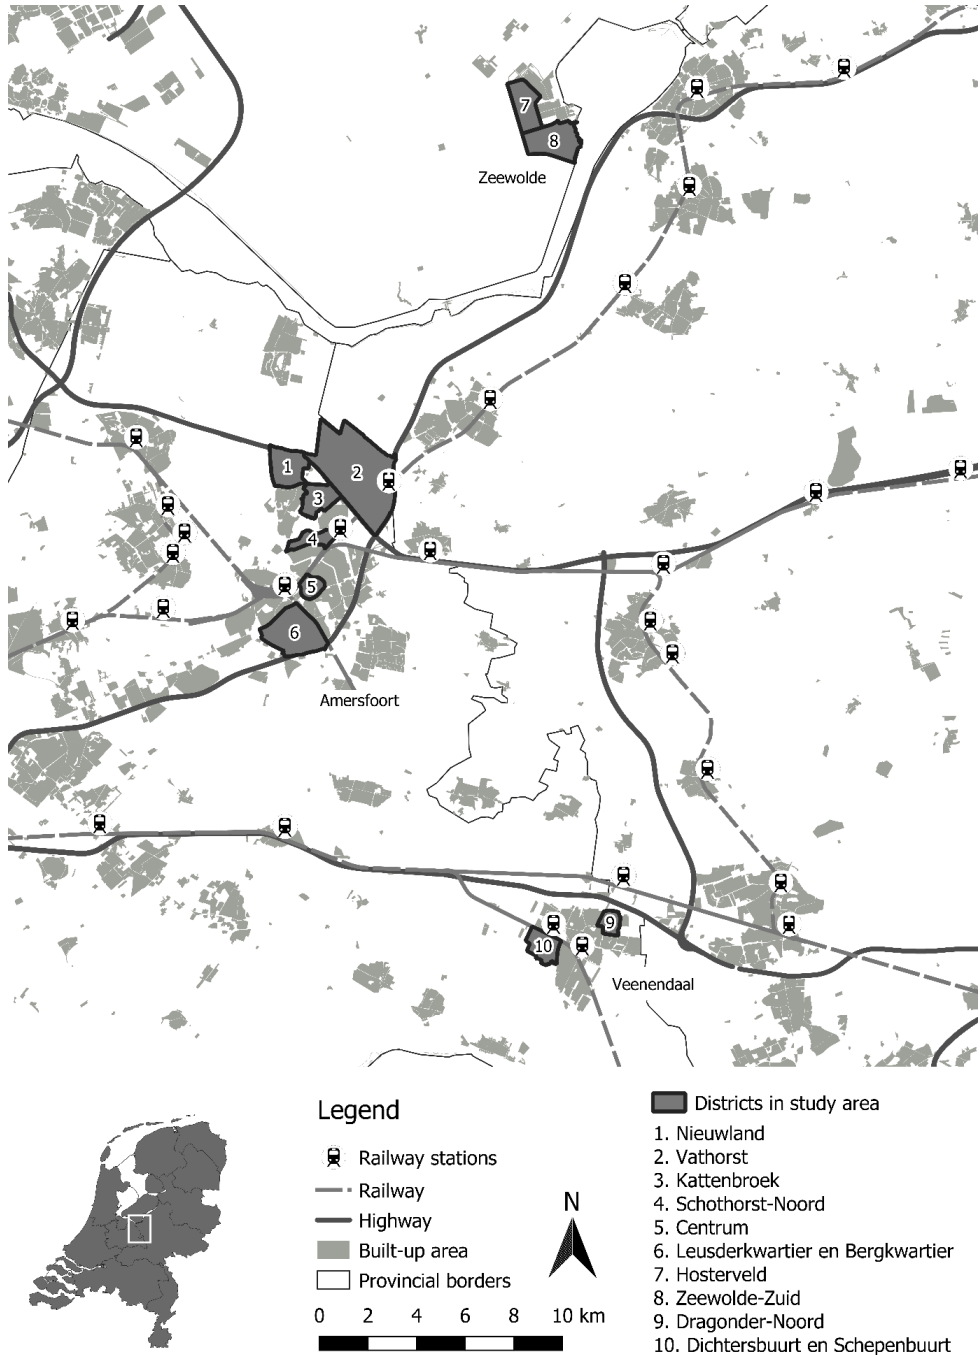 7
8
Zeewolde
1
2
3
4
5
6
Amersfoort
9
10
Veenendaal
Legend
Railway stations
Railway
Highway
Built-up area
Provincial borders
0 2 4 6 8 10 km
N
Districts in study area
1. Nieuwland
2. Vathorst
3. Kattenbroek
4. Schothorst-Noord
5. Centrum
6. Leusderkwartier en Bergkwartier
7. Hosterveld
8. Zeewolde-Zuid
9. Dragonder-Noord
10. Dichtersbuurt en Schepenbuurt